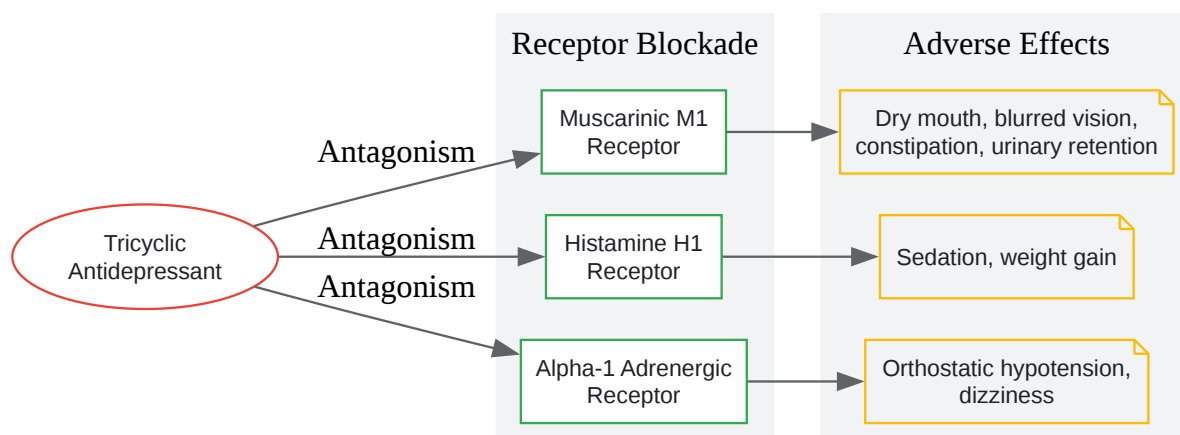 Receptor Blockade
Adverse Effects
Antagonism
Muscarinic M1
Receptor
Dry mouth, blurred vision,
constipation, urinary retention
Tricyclic
Antidepressant
Antagonism
Histamine H1
Receptor
Sedation, weight gain
Antagonism
Alpha-1 Adrenergic
Receptor
Orthostatic hypotension,
dizziness